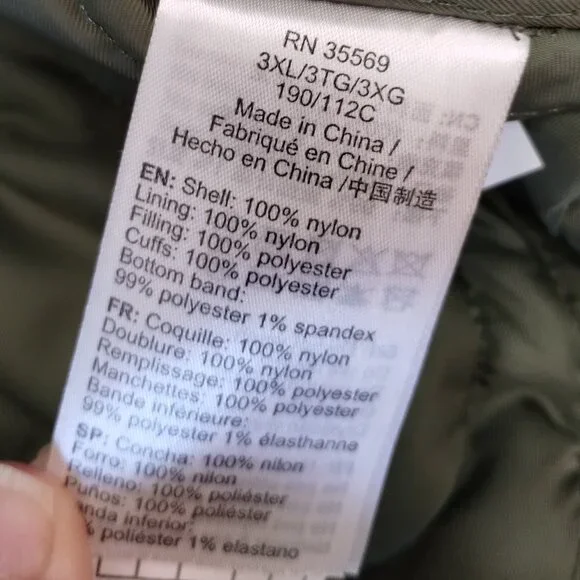 RN 35569
3XL/3TG/3XG
190/112C
Made in China /
Fabriqué en Chine /
Hecho en China /中国制造
EN: Shell: 100% nylon
Lining: 100% nylon
Filling: 100% polyester
Cuffs: 100% polyester
Bottom band:
99% polyester 1% spandex
FR: Coquille: 100% nylon
Doublure: 100% nylon
Remplissage: 100% polyester
Manchettes: 100% polyester
Bande inférieure:
99% polyester 1% élasthanne
SP: Concha: 100% nilon
Forro: 100% nilon
Relleno: 100% poliéster
Puños: 100% poliéster
anda inferior:
% poliéster 1% elastano